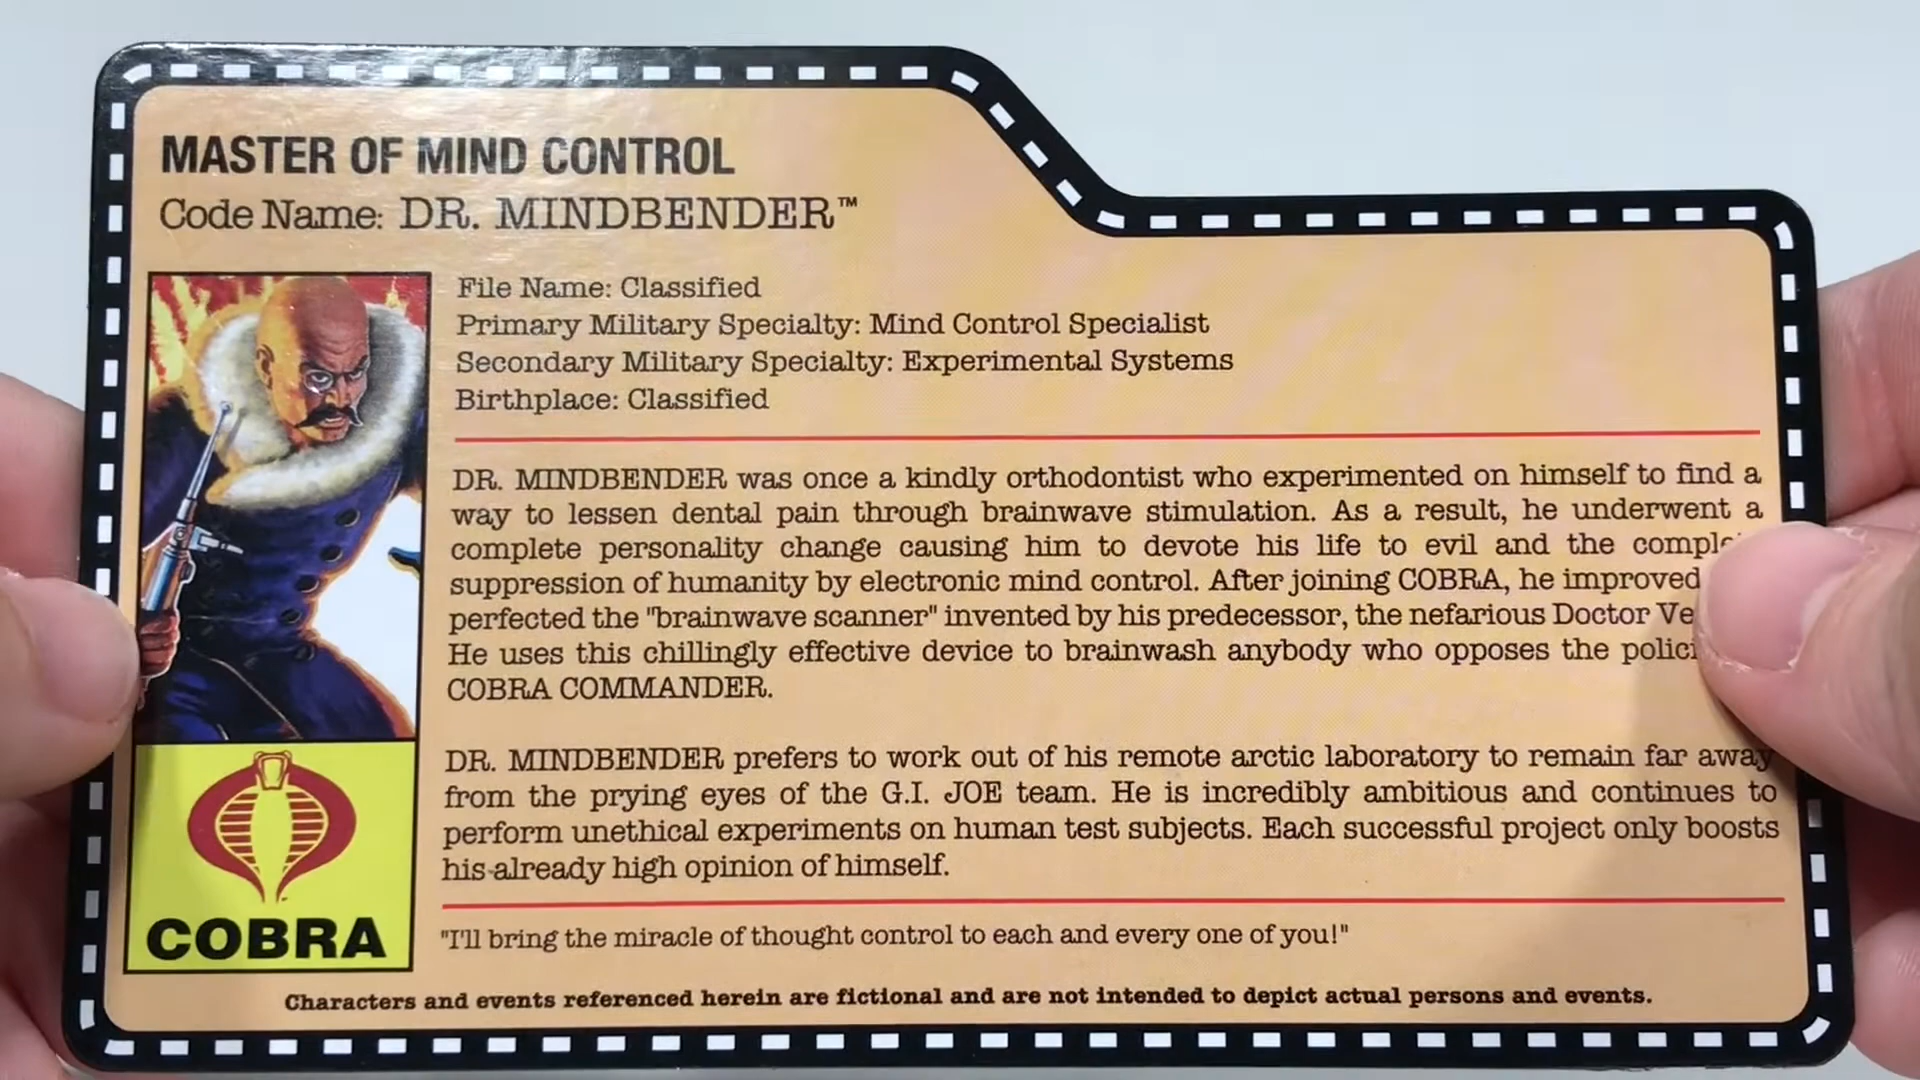 MASTER OF MIND CONTROL
Code Name: DR. MINDBENDER™
File Name: Classified
Primary Military Specialty: Mind Control Specialist
Secondary Military Specialty: Experimental Systems
Birthplace: Classified
DR. MINDBENDER was once a kindly orthodontist who experimented on himself to find a
way to lessen dental pain through brainwave stimulation. As a result, he underwent a
complete personality change causing him to devote his life to evil and the
suppression of humanity by electronic mind control. After joining COBRA, he improved
perfected the "brainwave scanner" invented by his predecessor, the nefarious Doctor
He uses this chillingly effective device to brainwash anybody who opposes the
COBRA COMMANDER.
DR. MINDBENDER prefers to work out of his remote arctic laboratory to remain far away
from the prying eyes of the G.I. JOE team. He is incredibly ambitious and continues to
perform unethical experiments on human test subjects. Each successful project only boosts
his already high opinion of himself.
COBRA
"I'll bring the miracle of thought control to each and every one of you!"
Characters and events referenced herein are fictional and are not intended to depict actual persons and events.